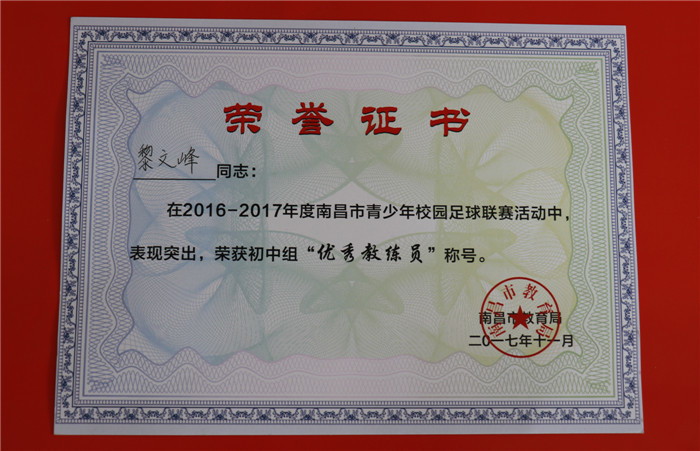 荣誉证书
黎文峰 同志：
在2016-2017年度南昌市青少年校园足球联赛活动中，
表现突出，荣获初中组“优秀教练员”称号。
南昌市教育局
南昌市教育局
二〇一七年十一月